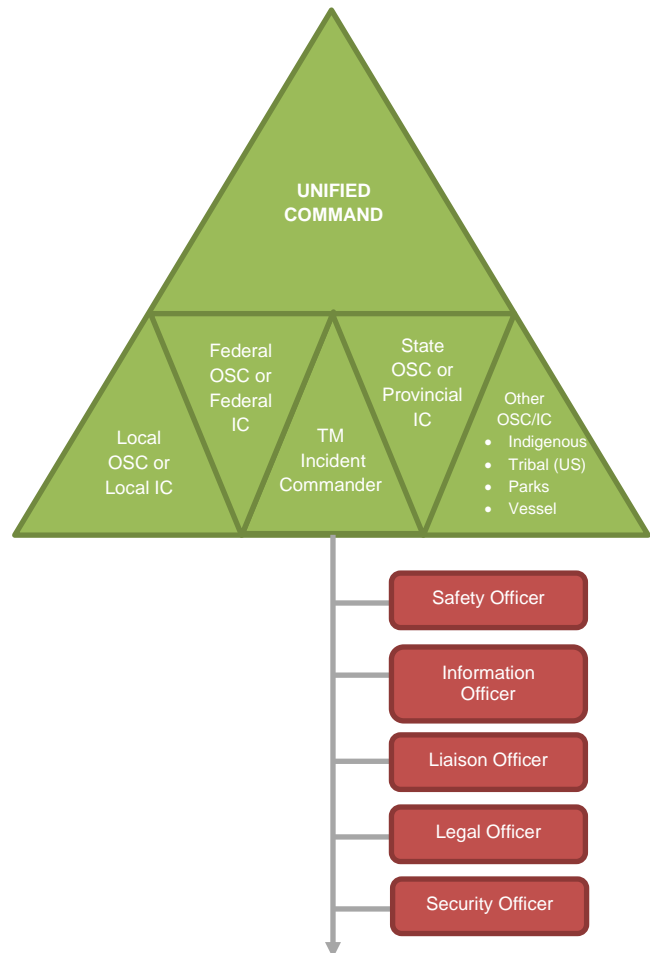 UNIFIED
COMMAND
Local
OSC or
Local IC
Federal
OSC or
Federal
IC
TM
Incident
Commander
State
OSC or
Provincial
IC
Other
OSC/IC
• Indigenous
• Tribal (US)
• Parks
• Vessel
Safety Officer
Information
Officer
Liaison Officer
Legal Officer
Security Officer